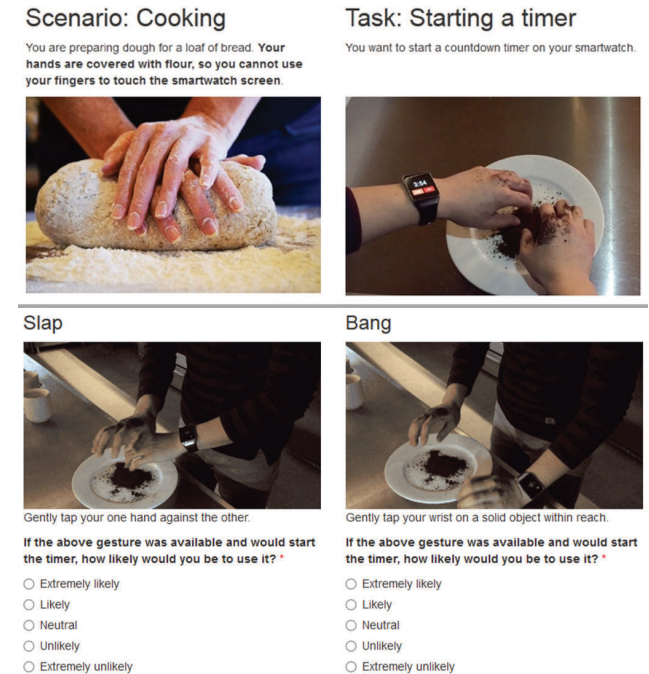 Scenario: Cooking
You are preparing dough for a loaf of bread. Your
hands are covered with flour, so you cannot use
your fingers to touch the smartwatch screen.
Task: Starting a timer
You want to start a countdown timer on your smartwatch.
Slap
Gently tap your one hand against the other.
If the above gesture was available and would start
the timer, how likely would you be to use it? *
Extremely likely
Likely
Neutral
Unlikely
Extremely unlikely
Bang
Gently tap your wrist on a solid object within reach.
If the above gesture was available and would start
the timer, how likely would you be to use it? *
Extremely likely
Likely
Neutral
Unlikely
Extremely unlikely